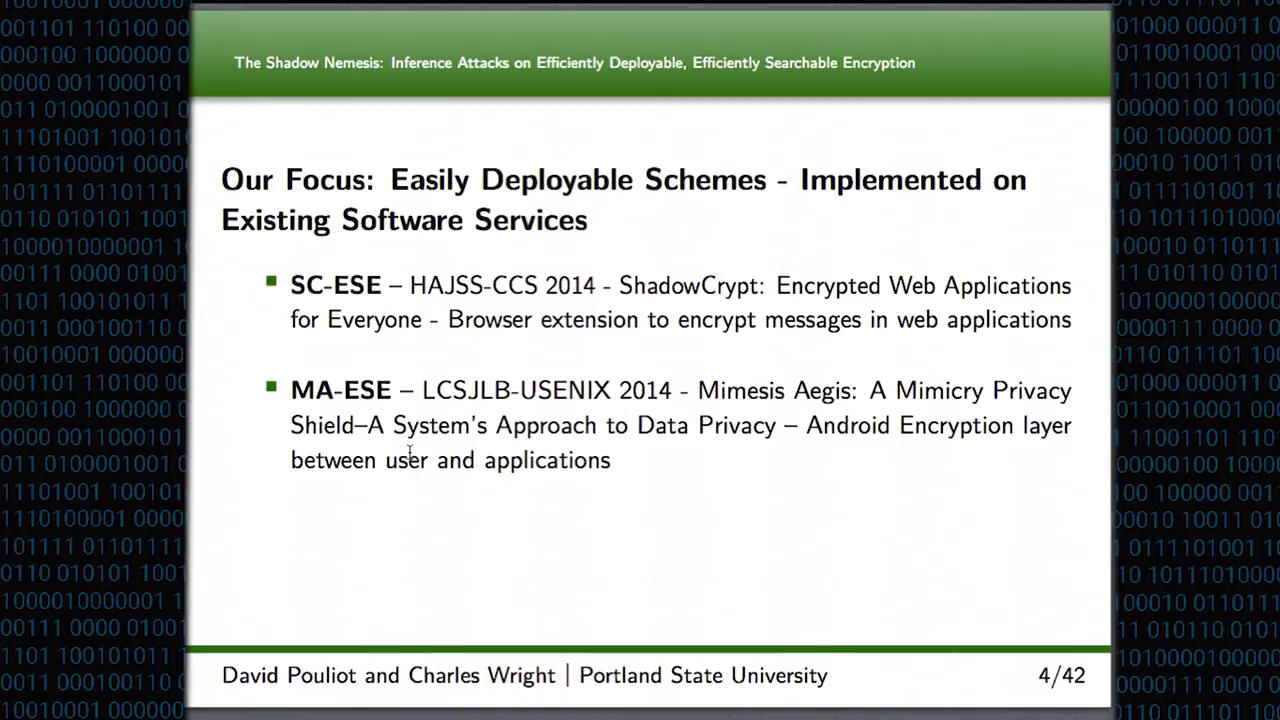 The Shadow Nemesis: Inference Attacks on Efficiently Deployable, Efficiently Searchable Encryption
Our Focus: Easily Deployable Schemes - Implemented on
Existing Software Services
SC-ESE – HAJSS-CCS 2014 - ShadowCrypt: Encrypted Web Applications
for Everyone - Browser extension to encrypt messages in web applications
MA-ESE – LCSJLB-USENIX 2014 - Mimesis Aegis: A Mimicry Privacy
Shield–A System's Approach to Data Privacy – Android Encryption layer
between user and applications
David Pouliot and Charles Wright | Portland State University
4/42